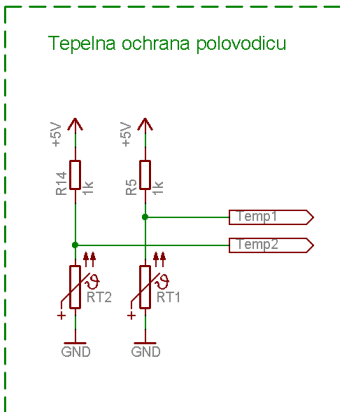 Tepelna ochrana polovodicu
+5V
+5V
R14
1k
R5
1k
Temp1
Temp2
ϑ
RT2
ϑ
RT1
+
+
GND
GND